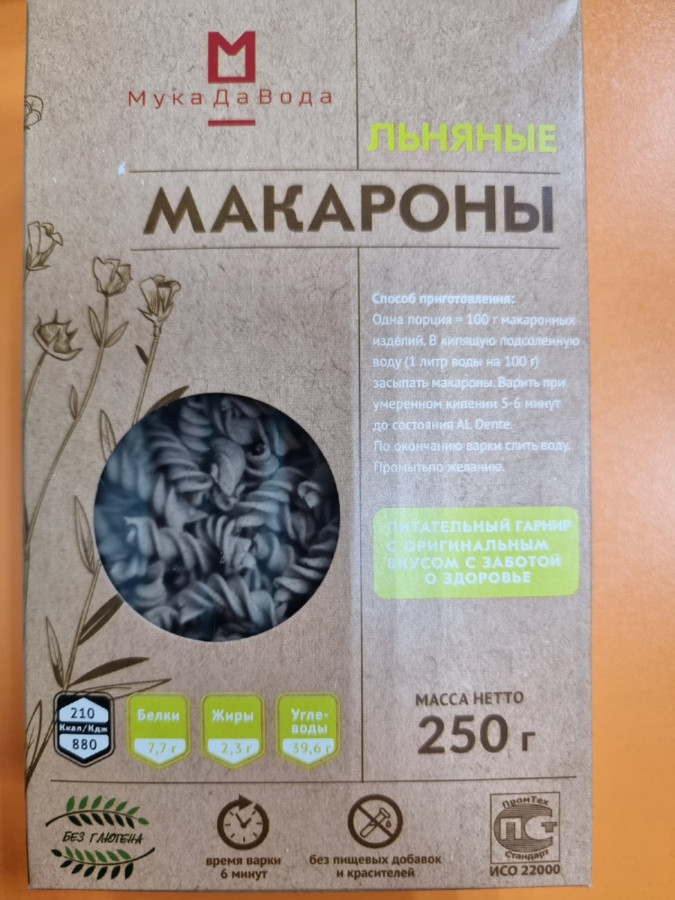 МукаДаВода
ЛЬНЯНЫЕ
МАКАРОНЫ
Способ приготовления:
Одна порция = 100 г макаронных
изделий. В кипящую подсоленную
воду (1 литр воды на 100 г)
засыпать макароны. Варить при
умеренном кипении 5-6 минут
до состояния AL Dente.
По окончанию варки слить воду.
Промыть по желанию.
ПИТАТЕЛЬНЫЙ ГАРНИР
С ОРИГИНАЛЬНЫМ
ВКУСОМ С ЗАБОТОЙ
О ЗДОРОВЬЕ
МАССА НЕТТО
250 г
210
Ккал/Кдж
880
Белки
7,7 г
Жиры
2,3 г
Угле-
воды
39,6 г
БЕЗ ГЛЮТЕНА
время варки
6 минут
без пищевых добавок
и красителей
ПромТех
ПСт
Стандарт
ИСО 22000